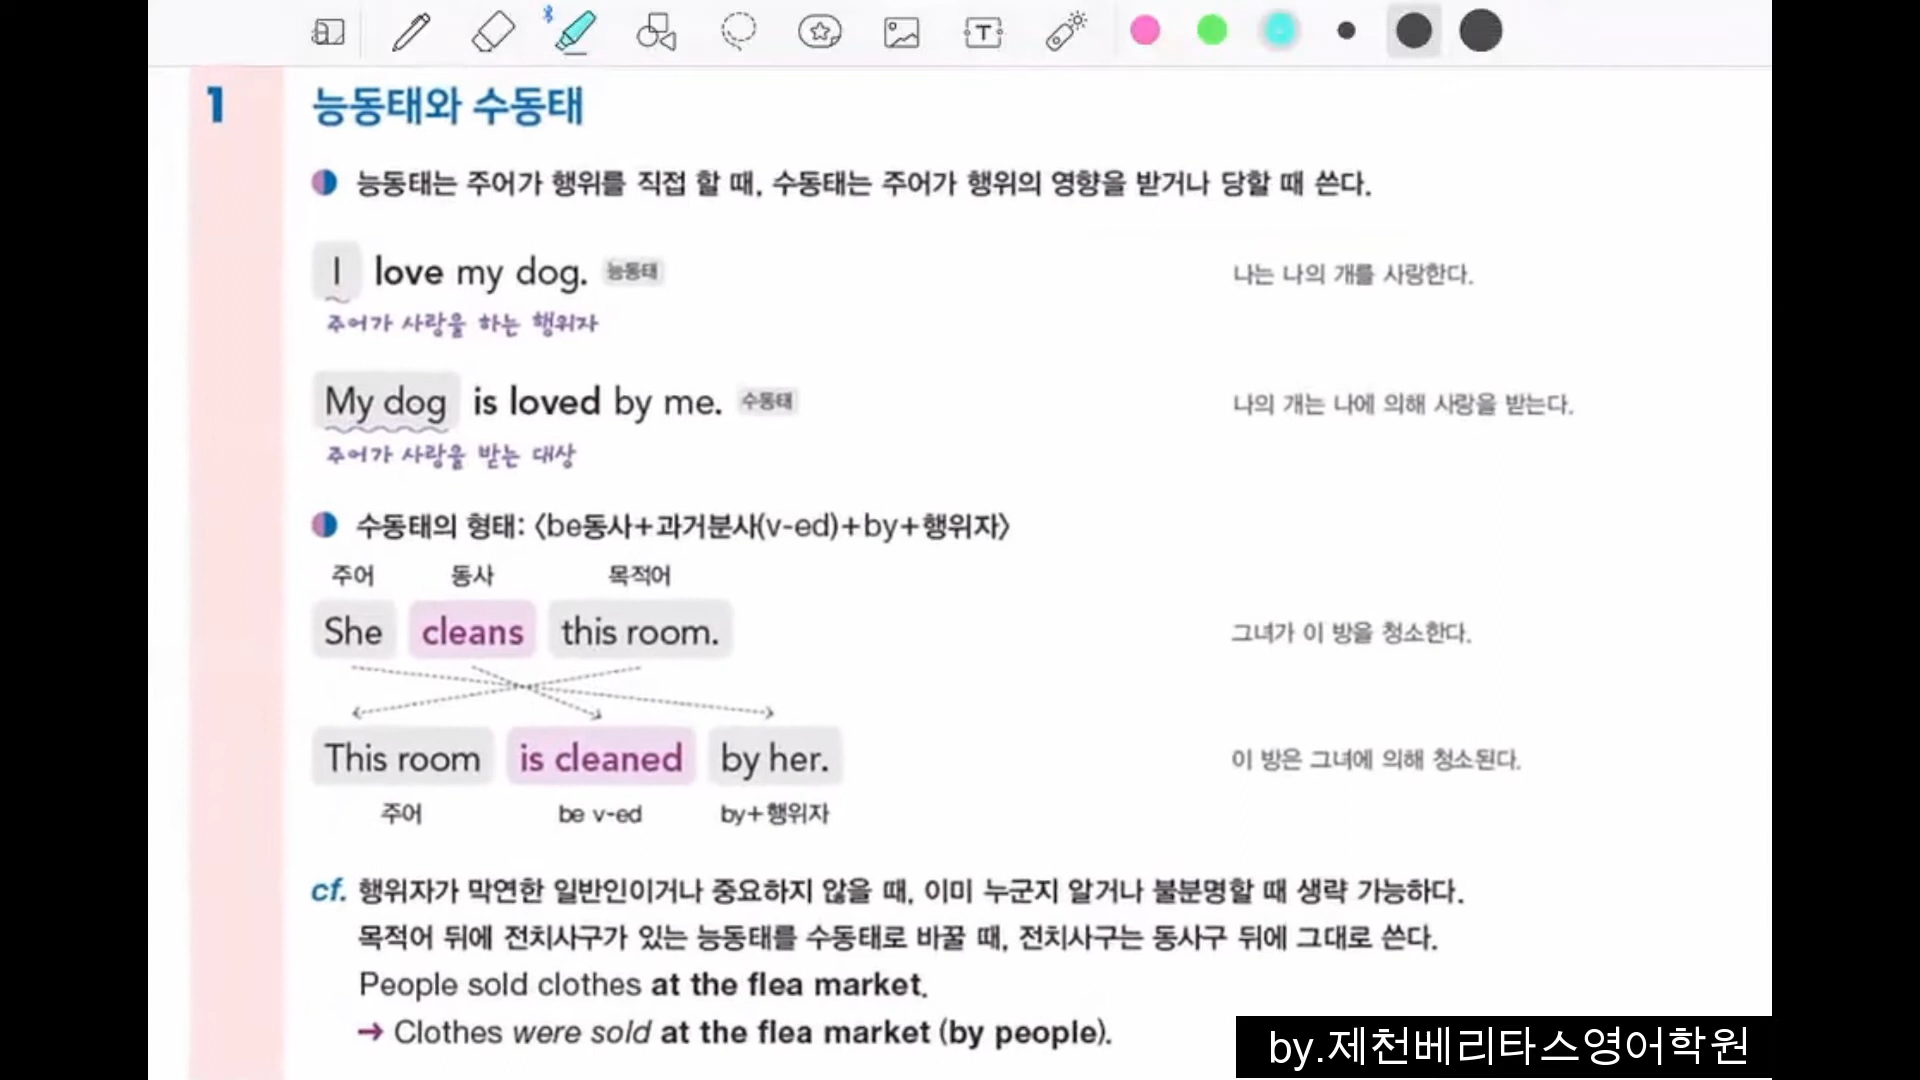 1 능동태와 수동태
능동태는 주어가 행위를 직접 할 때, 수동태는 주어가 행위의 영향을 받거나 당할 때 쓴다.
I love my dog. 능동태 나는 나의 개를 사랑한다.
주어가 사랑을 하는 행위자
My dog is loved by me. 수동태 나의 개는 나에 의해 사랑을 받는다.
주어가 사랑을 받는 대상
수동태의 형태: 〈be동사+과거분사(v-ed)+by+행위자〉
주어 동사 목적어
She cleans this room. 그녀가 이 방을 청소한다.
This room is cleaned by her. 이 방은 그녀에 의해 청소된다.
주어 be v-ed by+행위자
cf. 행위자가 막연한 일반인이거나 중요하지 않을 때, 이미 누군지 알거나 불분명할 때 생략 가능하다.
목적어 뒤에 전치사구가 있는 능동태를 수동태로 바꿀 때, 전치사구는 동사구 뒤에 그대로 쓴다.
People sold clothes at the flea market.
→ Clothes were sold at the flea market (by people).
by.제천베리타스영어학원